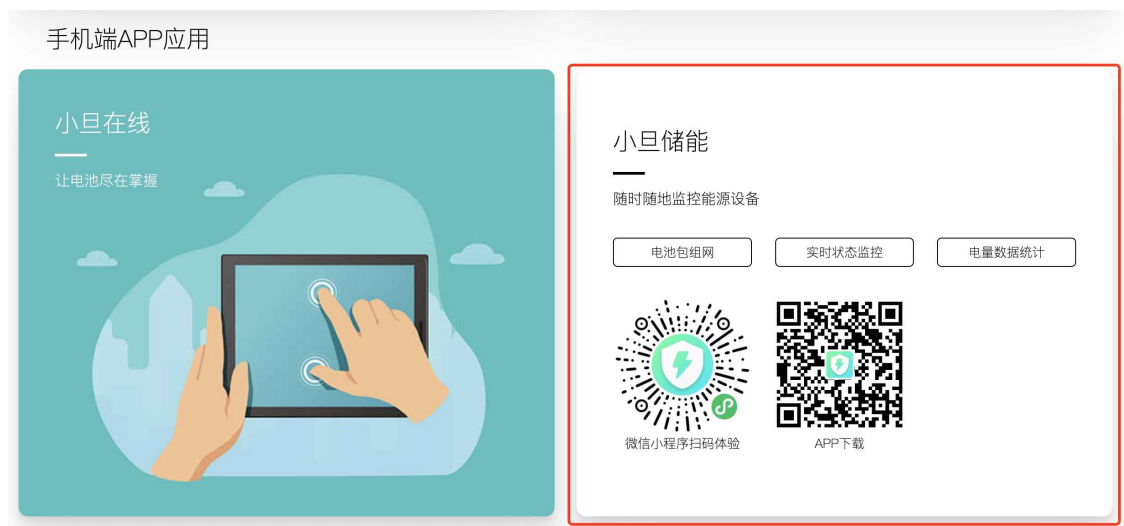 手机端APP应用
小旦在线
让电池尽在掌握
小旦储能
随时随地监控能源设备
电池包组网
实时状态监控
电量数据统计
微信小程序扫码体验
APP下载